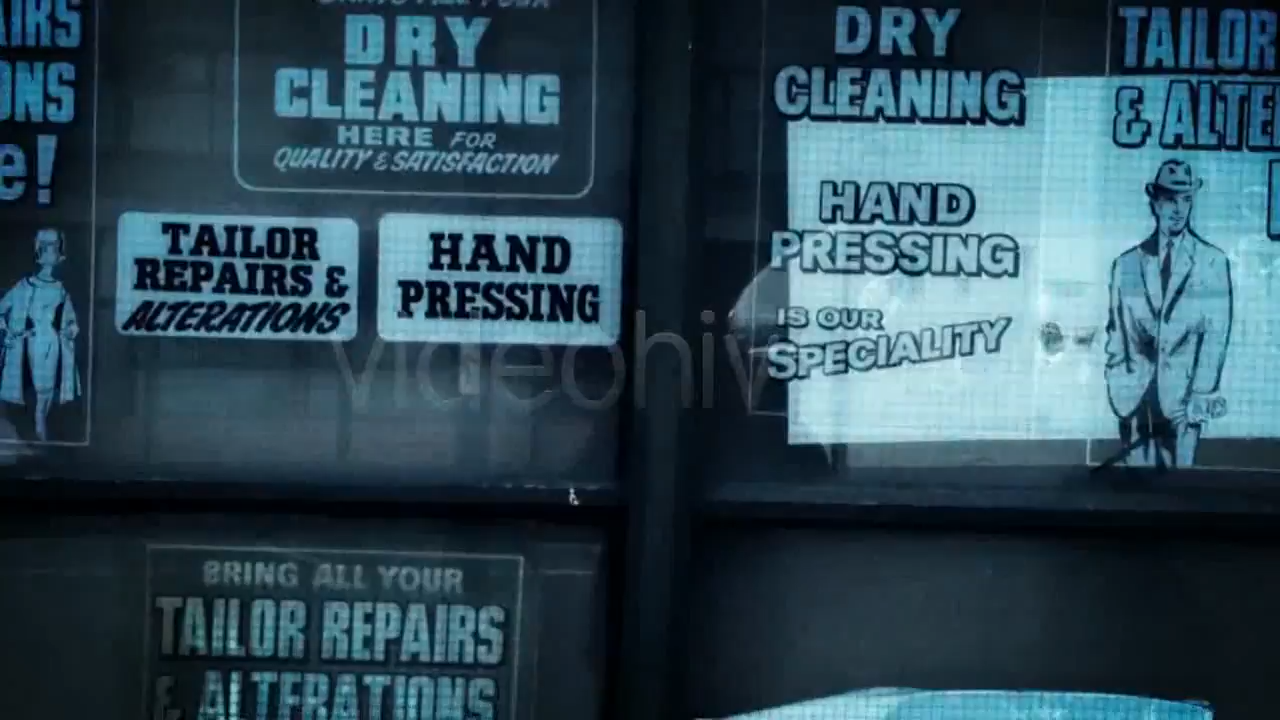 AIRS
ONS
e!
DRY
CLEANING
HERE FOR
QUALITY & SATISFACTION
TAILOR
REPAIRS &
ALTERATIONS
HAND
PRESSING
DRY
CLEANING
HAND
PRESSING
IS OUR
SPECIALITY
TAILOR
& ALTE
BRING ALL YOUR
TAILOR REPAIRS
& ALTERATIONS
videohiv